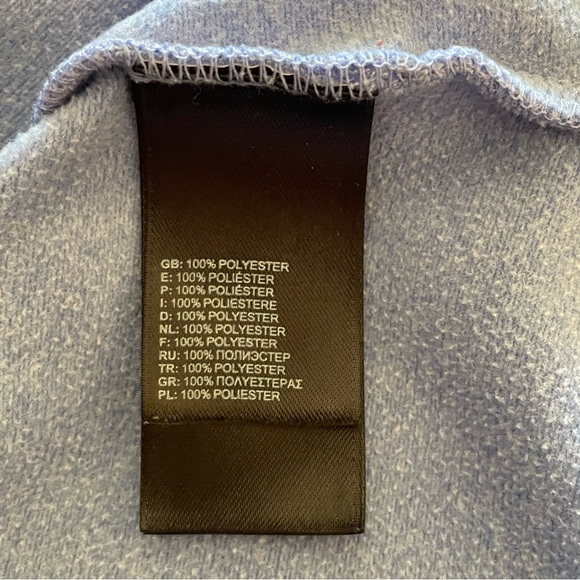 GB: 100% POLYESTER
E: 100% POLIÉSTER
P: 100% POLIÉSTER
I: 100% POLIESTERE
D: 100% POLYESTER
NL: 100% POLYESTER
F: 100% POLYESTER
RU: 100% ПОЛИЭСТЕР
TR: 100% POLYESTER
GR: 100% ΠΟΛΥΕΣΤΕΡΑΣ
PL: 100% POLIESTER